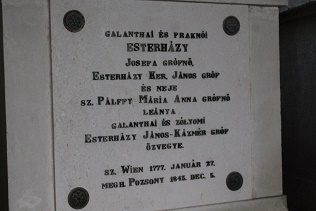 GALANTHAI ÉS FRAKNÓI
ESTERHÁZY
JOSEFA GRÓFNŐ,
ESTERHÁZY KER. JÁNOS GRÓF
ÉS NEJE
SZ. PÁLFFY MÁRIA ANNA GRÓFNŐ
LEÁNYA
GALANTHAI ÉS ZÓLYOMI
ESTERHÁZY JÁNOS-KÁZMÉR GRÓF
ÖZVEGYE.
SZ. WIEN 1777. JANUÁR 27.
MEGH. POZSONY 1845. DEC. 5.